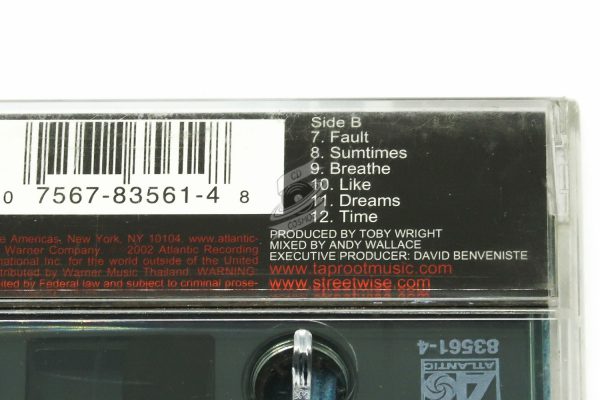 Side B
7. Fault
8. Sumtimes
9. Breathe
10. Like
11. Dreams
12. Time
PRODUCED BY TOBY WRIGHT
MIXED BY ANDY WALLACE
EXECUTIVE PRODUCER: DAVID BENVENISTE
www.taprootmusic.com
www.streetwise.com
0 7567-83561-4 8
Americas, New York, NY 10104. www.atlantic-
Warner Company. 2002 Atlantic Recording
Inc. for the world outside of the United
by Warner Music Thailand. WARNING:
by Federal law and subject to criminal prose-
CD
COSMOS
83561-4
ATLANTIC